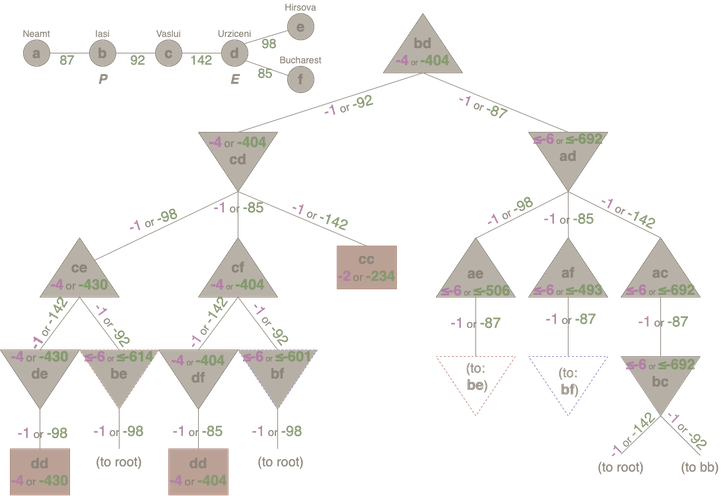 Hirsova
Neamt Iasi Vaslui Urziceni
a b c d e
87 92 142 98
Bucharest
85 f
P E
bd
-4 or -404
-1 or -92 -1 or -87
-4 or -404 ≤-6 or ≤-692
cd ad
-1 or -98 -1 or -85 -1 or -142 -1 or -98 -1 or -85 -1 or -142
ce cf cc ae af ac
-4 or -430 -4 or -404 -2 or -234 ≤-6 or ≤-506 ≤-6 or ≤-493 ≤-6 or ≤-692
-1 or -142 -1 or -92 -1 or -142 -1 or -92 -1 or -87 -1 or -87 -1 or -87
-4 or -430 ≤-6 or ≤-614 -4 or -404 ≤-6 or ≤-601 ≤-6 or ≤-692
de be df bf (to: (to: bc
be) bf)
-1 or -98 -1 or -98 -1 or -85 -1 or -98 -1 or -142 -1 or -92
dd (to root) dd (to root) (to root) (to bb)
-4 or -430 -4 or -404